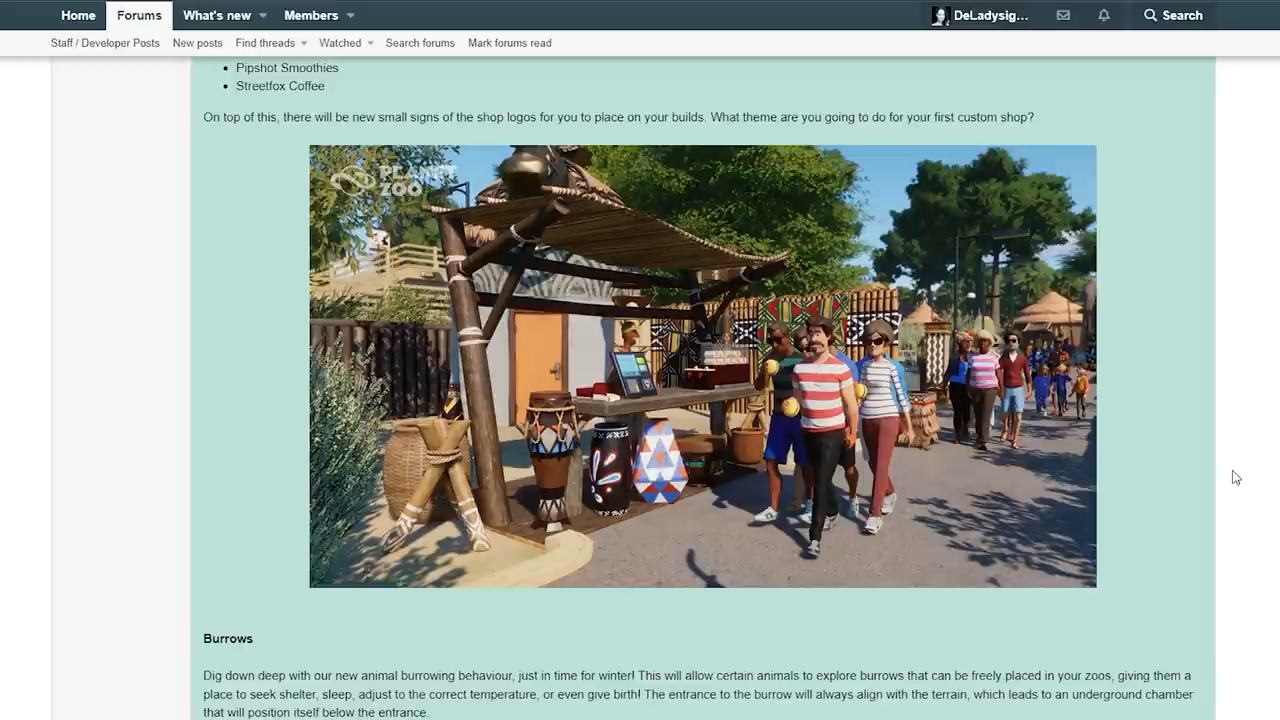 Home Forums What's new Members DeLadysig... Search
Staff / Developer Posts New posts Find threads Watched Search forums Mark forums read
Pipshot Smoothies
Streetfox Coffee
On top of this, there will be new small signs of the shop logos for you to place on your builds. What theme are you going to do for your first custom shop?
PLANET
ZOO
Burrows
Dig down deep with our new animal burrowing behaviour, just in time for winter! This will allow certain animals to explore burrows that can be freely placed in your zoos, giving them a
place to seek shelter, sleep, adjust to the correct temperature, or even give birth! The entrance to the burrow will always align with the terrain, which leads to an underground chamber
that will position itself below the entrance.